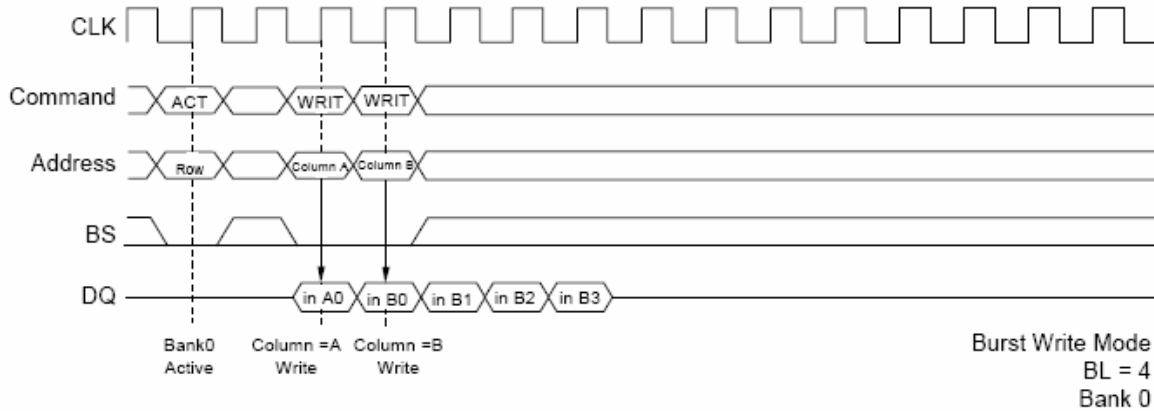 CLK
Command
ACT
WRIT
WRIT
Address
Row
Column A
Column B
BS
DQ
in A0
in B0
in B1
in B2
in B3
Bank0
Active
Column =A
Write
Column =B
Write
Burst Write Mode
BL = 4
Bank 0